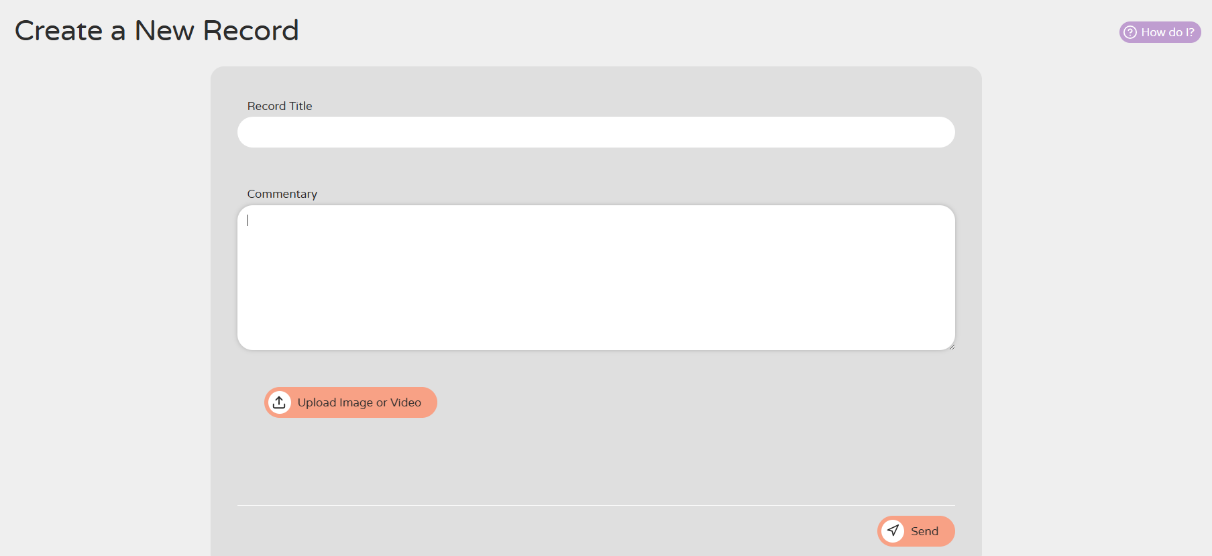 Create a New Record
How do I?
Record Title
Commentary
Upload Image or Video
Send